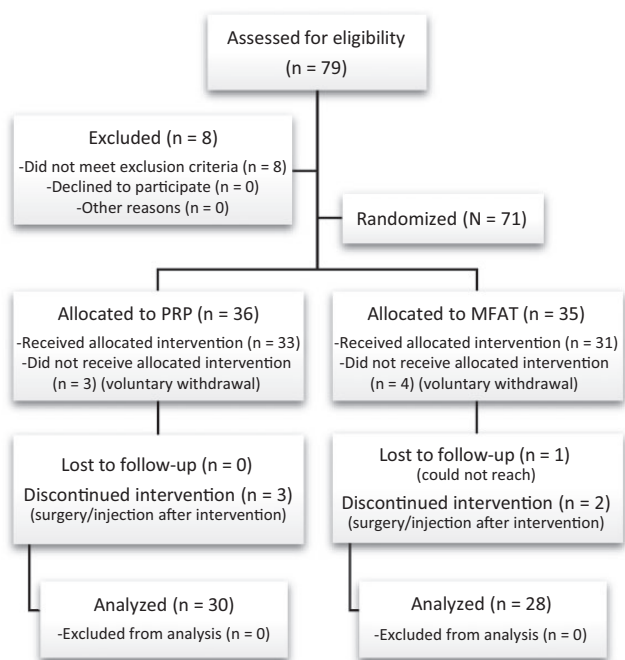 Assessed for eligibility
(n = 79)
Excluded (n = 8)
-Did not meet exclusion criteria (n = 8)
-Declined to participate (n = 0)
-Other reasons (n = 0)
Randomized (N = 71)
Allocated to PRP (n = 36)
-Received allocated intervention (n = 33)
-Did not receive allocated intervention
(n = 3) (voluntary withdrawal)
Allocated to MFAT (n = 35)
-Received allocated intervention (n = 31)
-Did not receive allocated intervention
(n = 4) (voluntary withdrawal)
Lost to follow-up (n = 0)
Discontinued intervention (n = 3)
(surgery/injection after intervention)
Lost to follow-up (n = 1)
(could not reach)
Discontinued intervention (n = 2)
(surgery/injection after intervention)
Analyzed (n = 30)
-Excluded from analysis (n = 0)
Analyzed (n = 28)
-Excluded from analysis (n = 0)